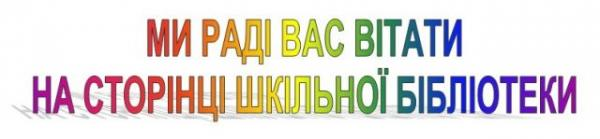 МИ РАДІ ВАС ВІТАТИ
НА СТОРІНЦІ ШКІЛЬНОЇ БІБЛІОТЕКИ